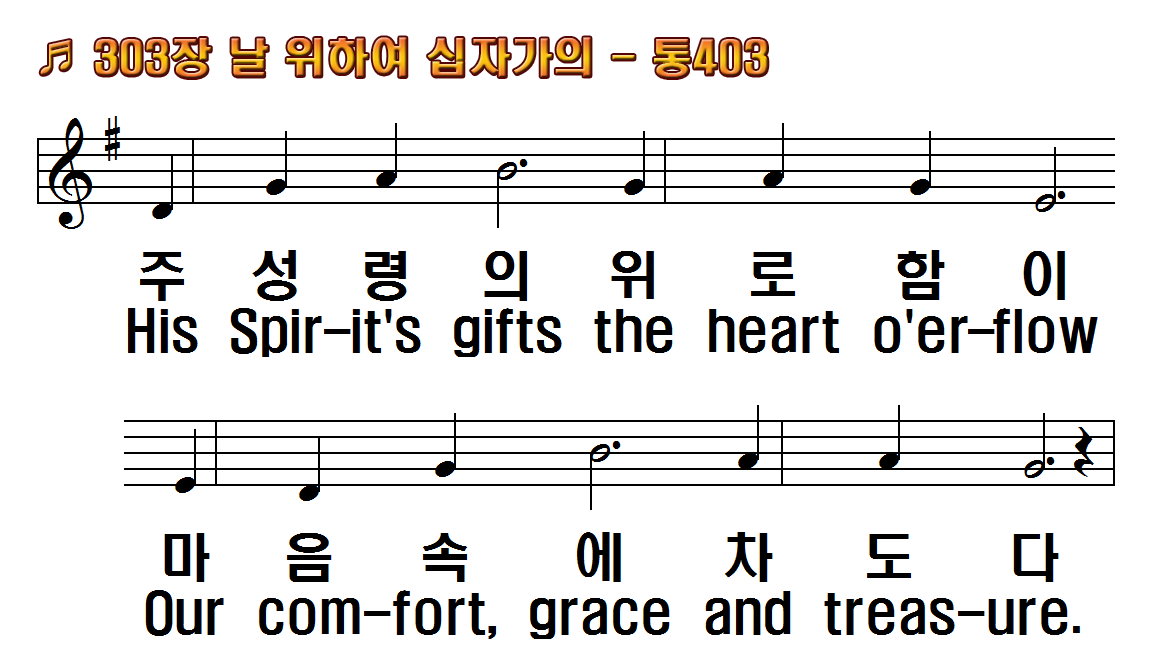 ♬ 303장 날 위하여 십자가의 - 통403
주 성 령 의 위 로 함 이
His Spir-it's gifts the heart o'er-flow
마 음 속 에 차 도 다
Our com-fort, grace and treas-ure.